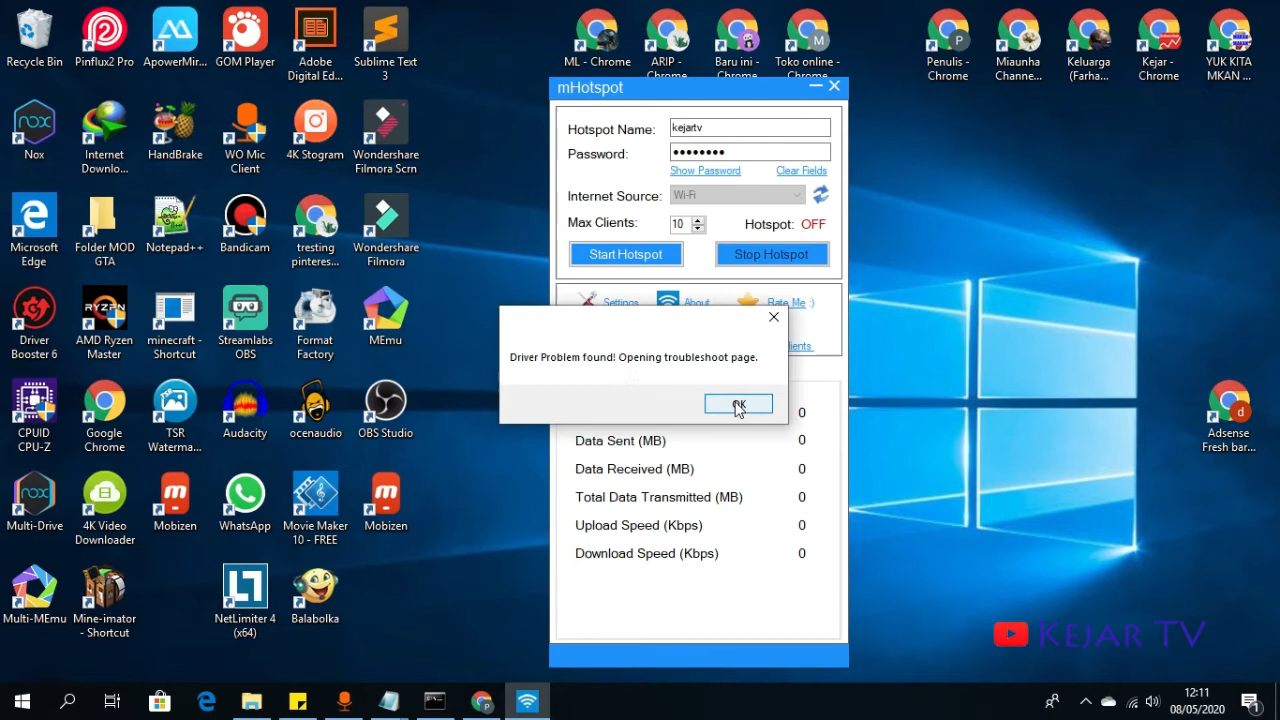 Recycle Bin
Pinflux2 Pro
ApowerMir...
GOM Player
Adobe
Digital Ed...
Sublime Text
3
ML - Chrome
ARIP -
Chrome
Baru ini -
Chrome
Toko online -
Chrome
Penulis -
Chrome
Miaunha
Channe...
Keluarga
(Farha...
Kejar -
Chrome
YUK KITA
MKAN ...
Nox
Internet
Downlo...
HandBrake
WO Mic
Client
4K Stogram
Wondershare
Filmora Scrn
Microsoft
Edge
Folder MOD
GTA
Notepad++
Bandicam
tresting
pinteres...
Wondershare
Filmora
Driver
Booster 6
AMD Ryzen
Master
minecraft -
Shortcut
Streamlabs
OBS
Format
Factory
MEmu
CPUID
CPU-Z
Google
Chrome
TSR
Waterma...
Audacity
ocenaudio
OBS Studio
Multi-Drive
4K Video
Downloader
Mobizen
WhatsApp
Movie Maker
10 - FREE
Mobizen
Multi-MEmu
Mine-imator
- Shortcut
NetLimiter 4
(x64)
Balabolka
Adsense
Fresh bar...
mHotspot
Hotspot Name: kejartv
Password: ••••••••
Show Password Clear Fields
Internet Source: Wi-Fi
Max Clients: 10 Hotspot: OFF
Start Hotspot Stop Hotspot
Settings About Rate Me :)
Driver Problem found! Opening troubleshoot page.
OK
0
Data Sent (MB) 0
Data Received (MB) 0
Total Data Transmitted (MB) 0
Upload Speed (Kbps) 0
Download Speed (Kbps) 0
KEJAR TV
12:11
08/05/2020